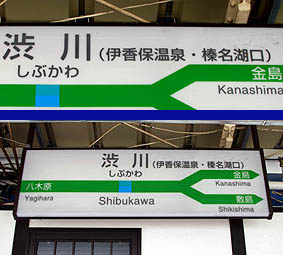 渋川(伊香保温泉・榛名湖口)
しぶかわ
金島
Kanashima
渋川(伊香保温泉・榛名湖口)
しぶかわ
金島
Kanashima
八木原
Yagihara
Shibukawa
敷島
Shikishima